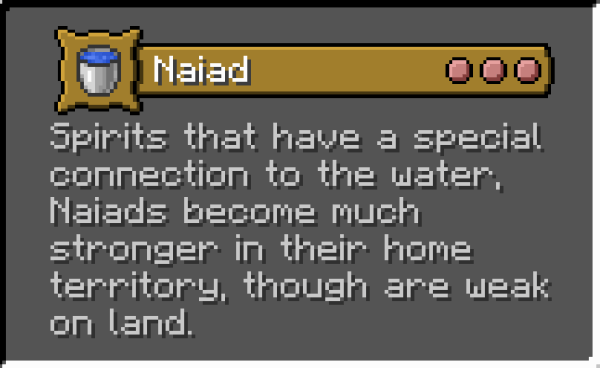 Naiad
Spirits that have a special
connection to the water,
Naiads become much
stronger in their home
territory, though are weak
on land.